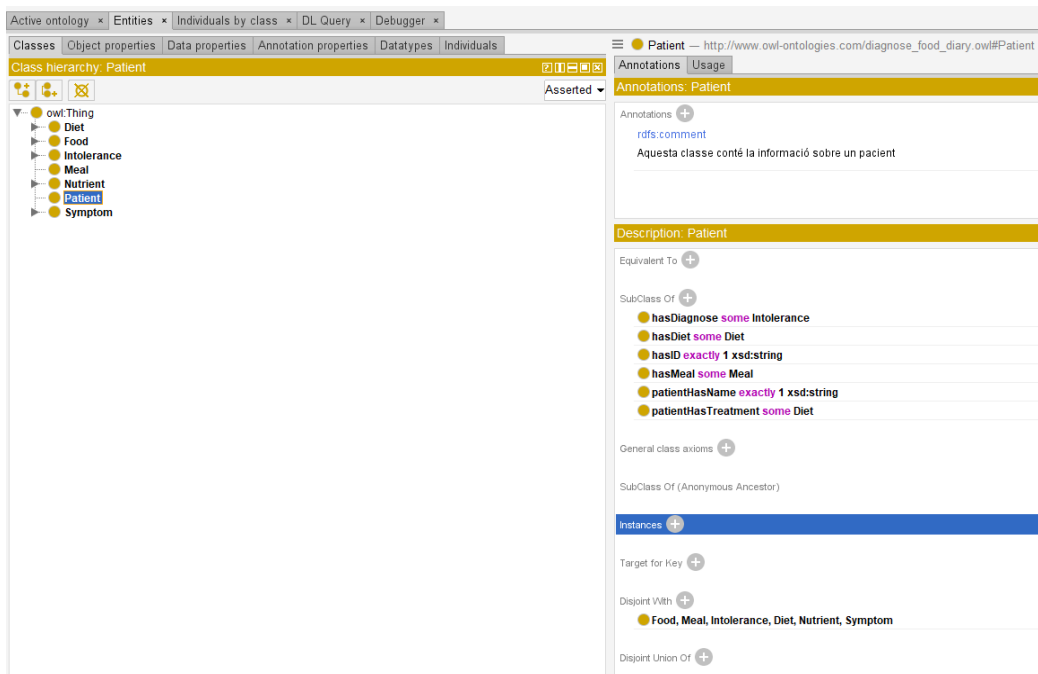 Active ontology × Entities × Individuals by class × DL Query × Debugger ×
Classes Object properties Data properties Annotation properties Datatypes Individuals
Class hierarchy: Patient
Asserted
owl:Thing
Diet
Food
Intolerance
Meal
Nutrient
Patient
Symptom
Patient — http://www.owl-ontologies.com/diagnose_food_diary.owl#Patient
Annotations Usage
Annotations: Patient
Annotations
rdfs:comment
Aquesta classe conté la informació sobre un pacient
Description: Patient
Equivalent To
SubClass Of
hasDiagnose some Intolerance
hasDiet some Diet
hasID exactly 1 xsd:string
hasMeal some Meal
patientHasName exactly 1 xsd:string
patientHasTreatment some Diet
General class axioms
SubClass Of (Anonymous Ancestor)
Instances
Target for Key
Disjoint With
Food, Meal, Intolerance, Diet, Nutrient, Symptom
Disjoint Union Of